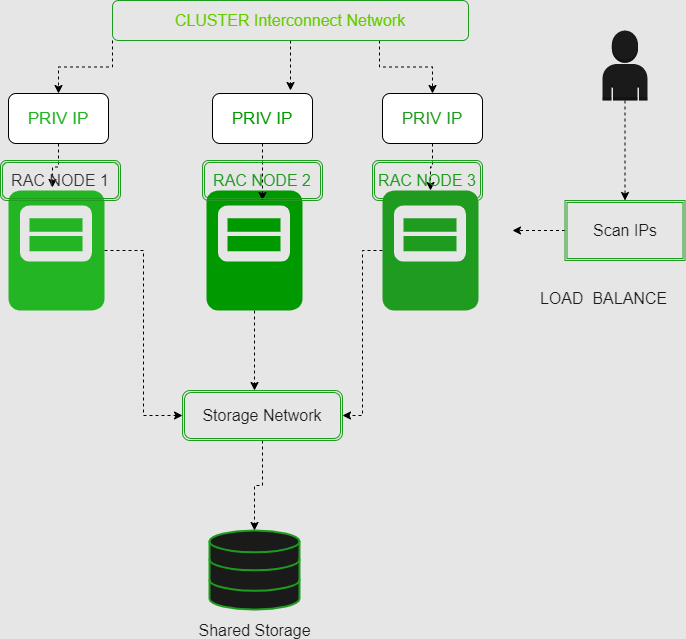 CLUSTER Interconnect Network
PRIV IP
PRIV IP
PRIV IP
RAC NODE 1
RAC NODE 2
RAC NODE 3
Scan IPs
LOAD  BALANCE
Storage Network
Shared Storage